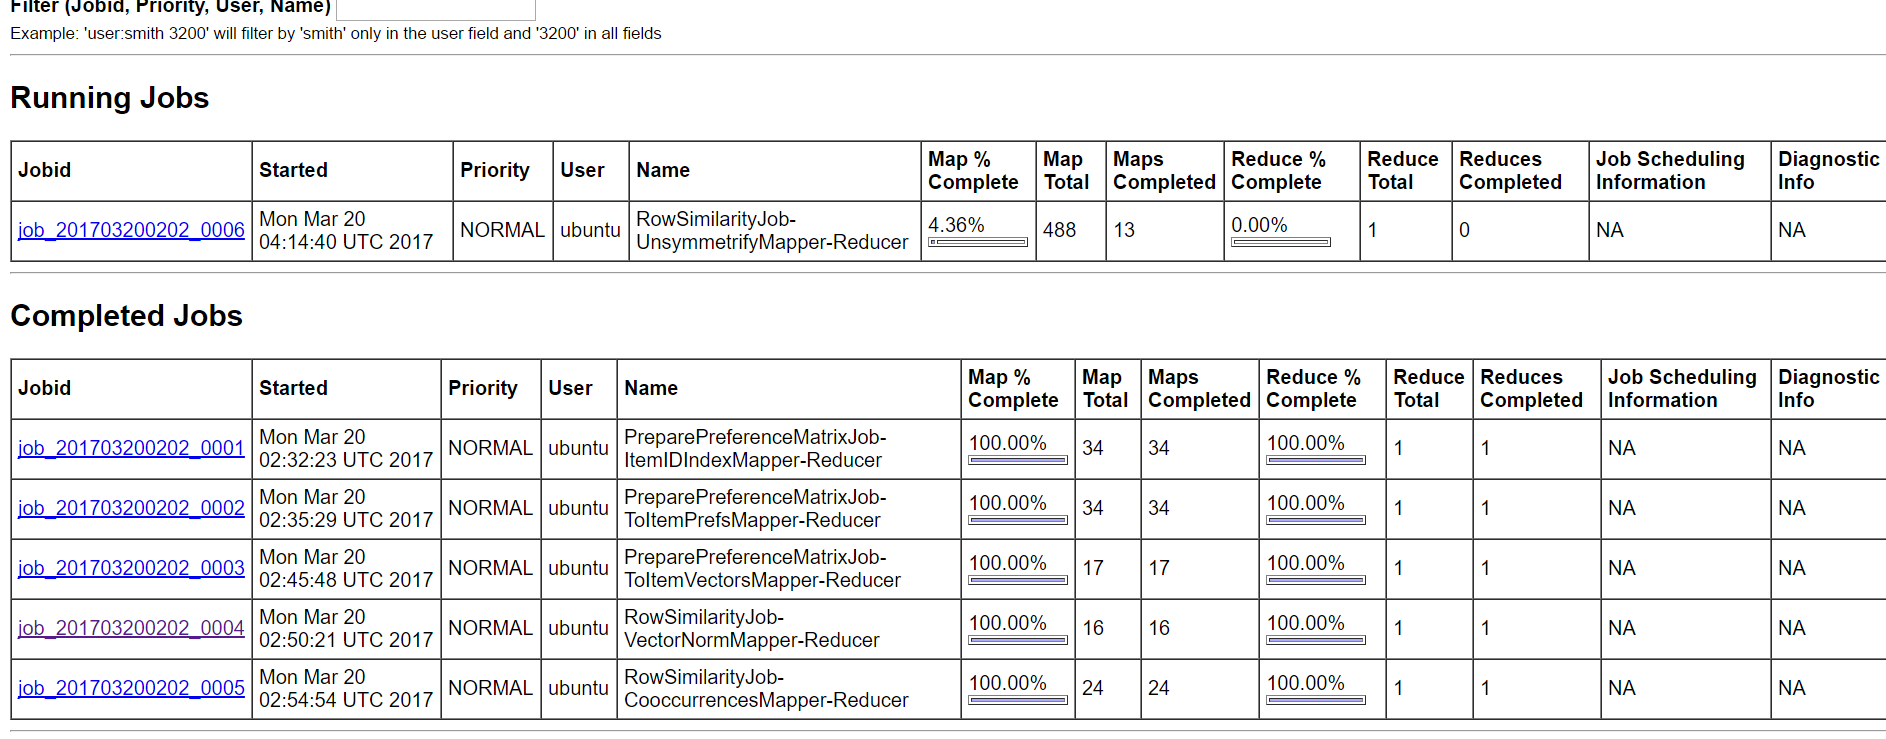 Filter (Jobid, Priority, User, Name)
Example: 'user:smith 3200' will filter by 'smith' only in the user field and '3200' in all fields
Running Jobs
Jobid Started Priority User Name Map % Complete Map Total Maps Completed Reduce % Complete Reduce Total Reduces Completed Job Scheduling Information Diagnostic Info
job_201703200202_0006 Mon Mar 20 04:14:40 UTC 2017 NORMAL ubuntu RowSimilarityJob-UnsymmetrifyMapper-Reducer 4.36% 488 13 0.00% 1 0 NA NA
Completed Jobs
Jobid Started Priority User Name Map % Complete Map Total Maps Completed Reduce % Complete Reduce Total Reduces Completed Job Scheduling Information Diagnostic Info
job_201703200202_0001 Mon Mar 20 02:32:23 UTC 2017 NORMAL ubuntu PreparePreferenceMatrixJob-ItemIDIndexMapper-Reducer 100.00% 34 34 100.00% 1 1 NA NA
job_201703200202_0002 Mon Mar 20 02:35:29 UTC 2017 NORMAL ubuntu PreparePreferenceMatrixJob-ToItemPrefsMapper-Reducer 100.00% 34 34 100.00% 1 1 NA NA
job_201703200202_0003 Mon Mar 20 02:45:48 UTC 2017 NORMAL ubuntu PreparePreferenceMatrixJob-ToItemVectorsMapper-Reducer 100.00% 17 17 100.00% 1 1 NA NA
job_201703200202_0004 Mon Mar 20 02:50:21 UTC 2017 NORMAL ubuntu RowSimilarityJob-VectorNormMapper-Reducer 100.00% 16 16 100.00% 1 1 NA NA
job_201703200202_0005 Mon Mar 20 02:54:54 UTC 2017 NORMAL ubuntu RowSimilarityJob-CooccurrencesMapper-Reducer 100.00% 24 24 100.00% 1 1 NA NA